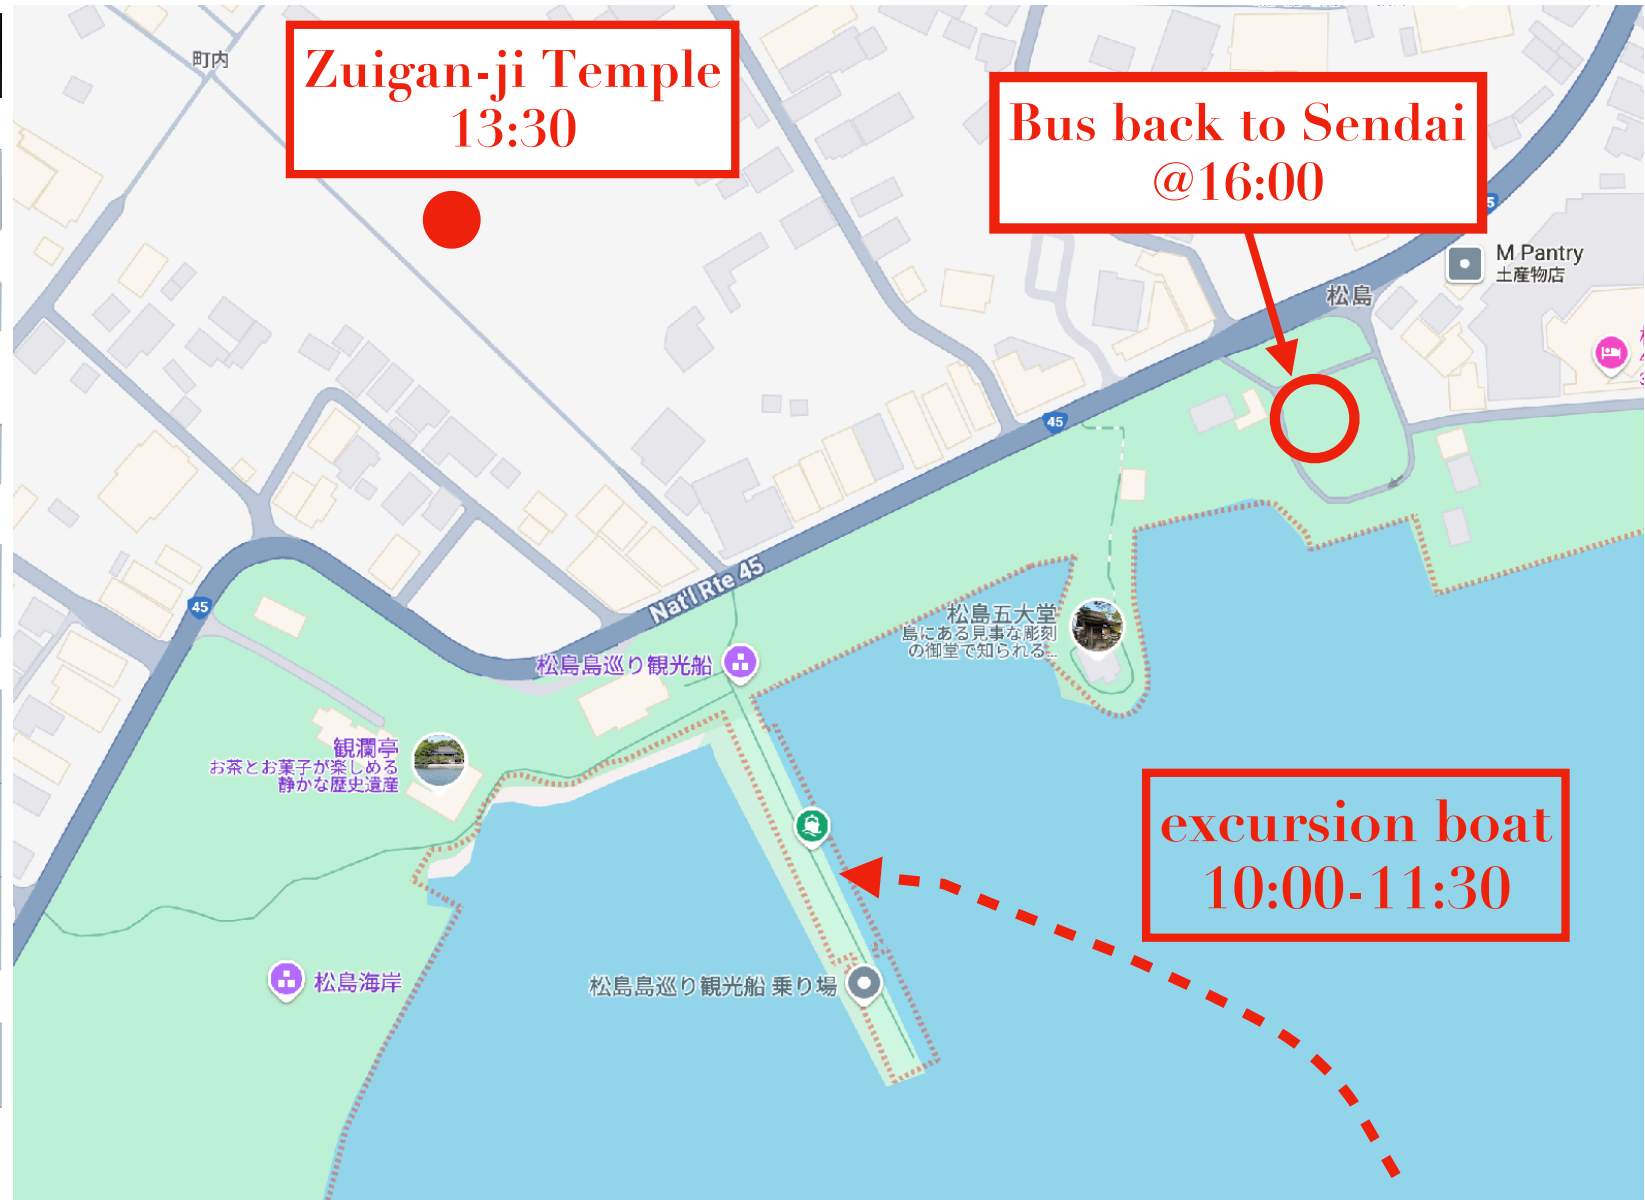 町内
Zuigan-ji Temple
13:30
Bus back to Sendai
@16:00
5
M Pantry
土産物店
松島
45
Nat'l Rte 45
45
松島五大堂
島にある見事な彫刻
の御堂で知られる...
松島島巡り観光船
観瀾亭
お茶とお菓子が楽しめる
静かな歴史遺産
excursion boat
10:00-11:30
松島海岸
松島島巡り観光船 乗り場